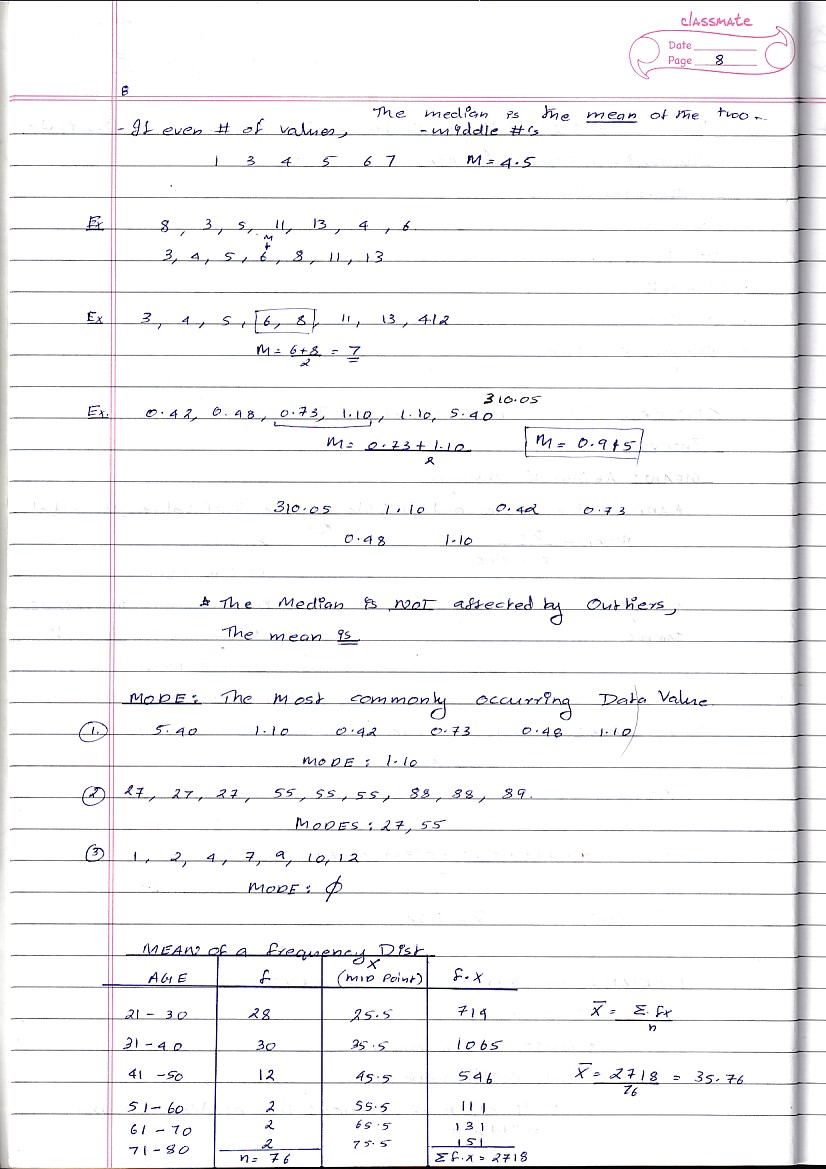 classmate
Date
Page 8
B
The median is the mean of the two
- If even # of values, - middle #'s
1 3 4 5 6 7 M = 4.5
Ex 8, 3, 5, 11, 13, 4, 6
M
3, 4, 5, 6, 8, 11, 13
Ex 3, 4, 5, 6, 8, 11, 13, 412
M = 6+8/2 = 7
310.05
Ex. 0.42, 0.48, 0.73, 1.10, 1.10, 5.40
M = 0.73 + 1.10/2 M = 0.915
310.05 1.10 0.42 0.73
0.48 1.10
* The Median is NOT affected by Outliers,
The mean is
MODE: The most commonly occurring Data Value
1. 5.40 1.10 0.42 0.73 0.48 1.10
MODE : 1.10
2 27, 27, 27, 55, 55, 55, 88, 88, 89.
MODES : 27, 55
3 1, 2, 4, 7, 9, 10, 12
MODE : ϕ
MEAN of a frequency Dist
AGE f X (MID Point) f.x
21 - 30 28 25.5 714 X̄ = Σ.fx/n
31 - 40 30 35.5 1065
41 - 50 12 45.5 546 X̄ = 2718/76 = 35.76
51 - 60 2 55.5 111
61 - 70 2 65.5 131
71 - 80 2 75.5 151
n = 76 Σ f.x = 2718